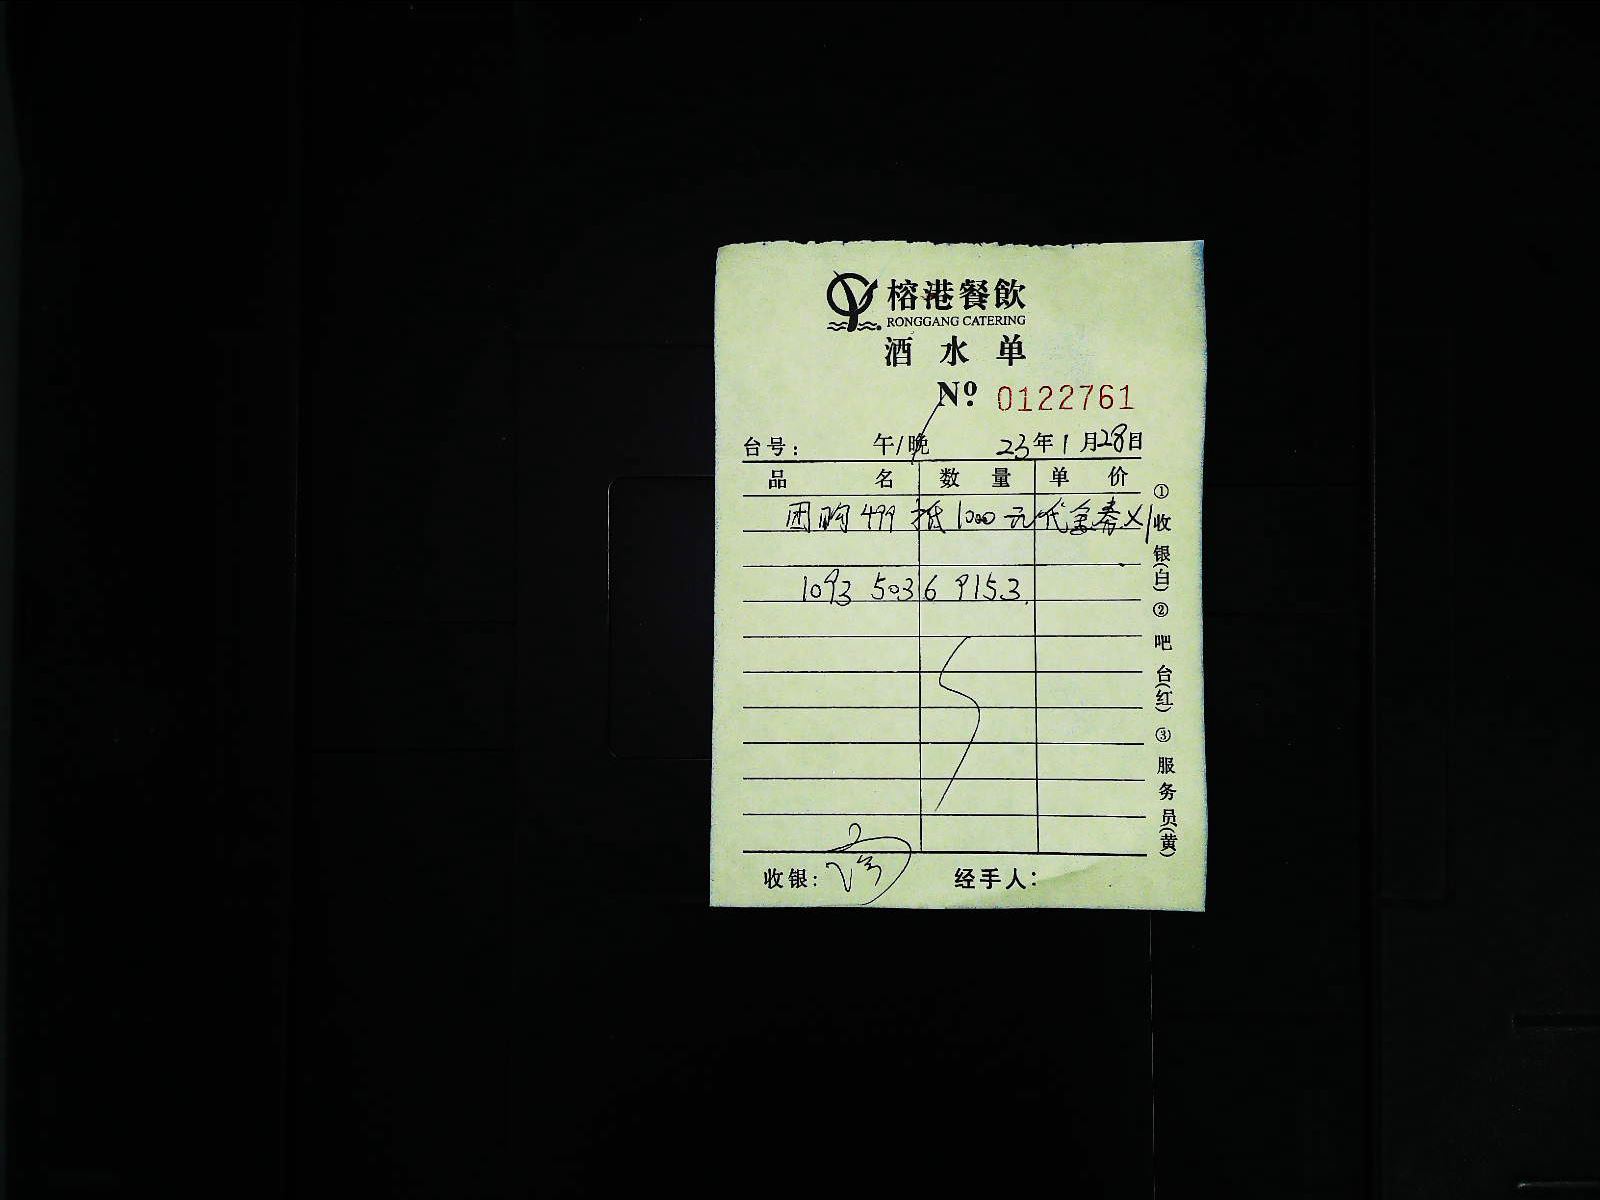 榕港餐飲
RONGGANG CATERING
酒水单
Nº: 0122761
台号: 午/晚 23年1月28日
品名 数量 单价
团购499抵1000元代金券X1
1093 5036 9153.
收银: 经手人:
①收银(白)②吧台(红)③服务员(黄)